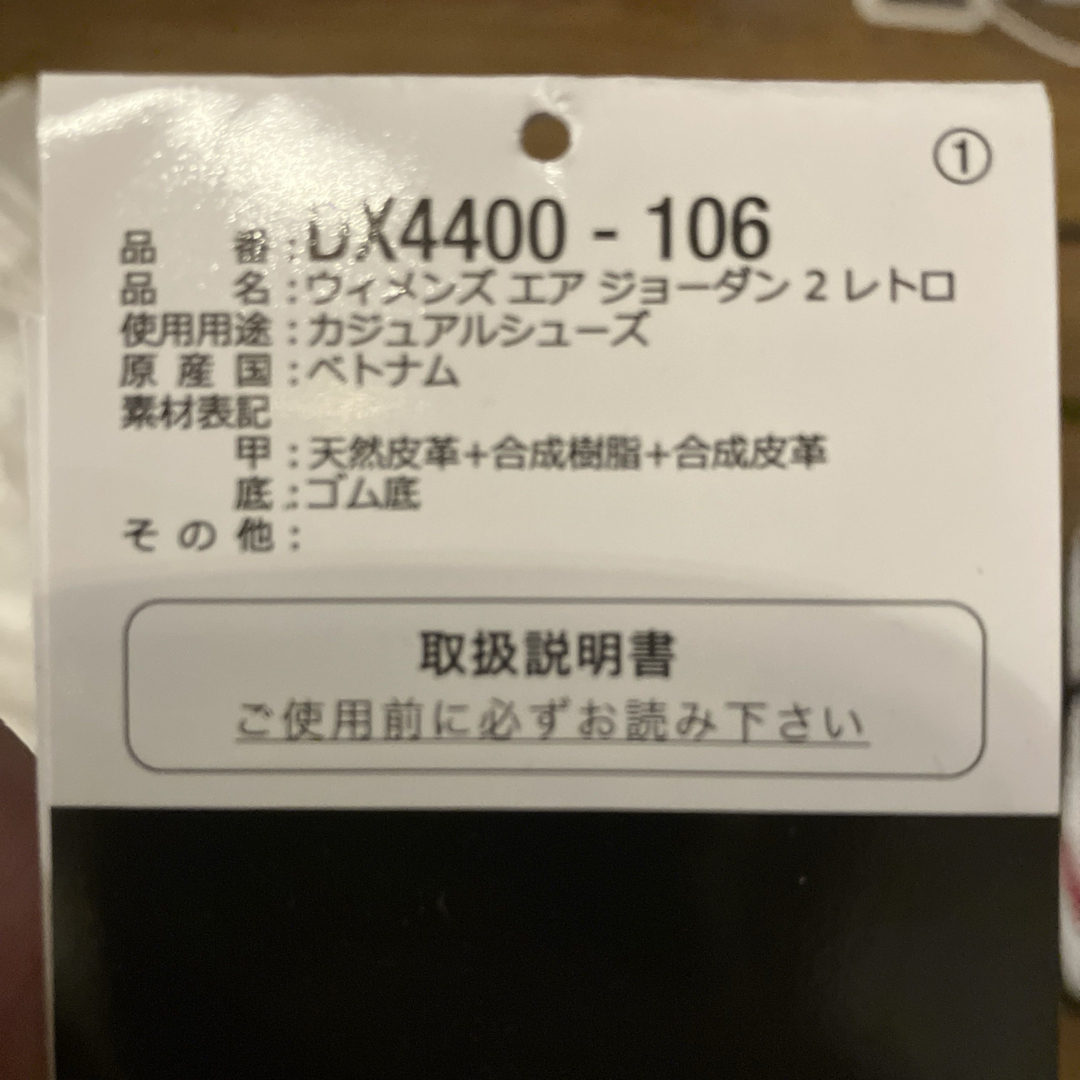 ①
品番:DX4400 - 106
品名:ウィメンズ エア ジョーダン 2 レトロ
使用用途:カジュアルシューズ
原産国:ベトナム
素材表記
甲:天然皮革+合成樹脂+合成皮革
底:ゴム底
その他:
取扱説明書
ご使用前に必ずお読み下さい